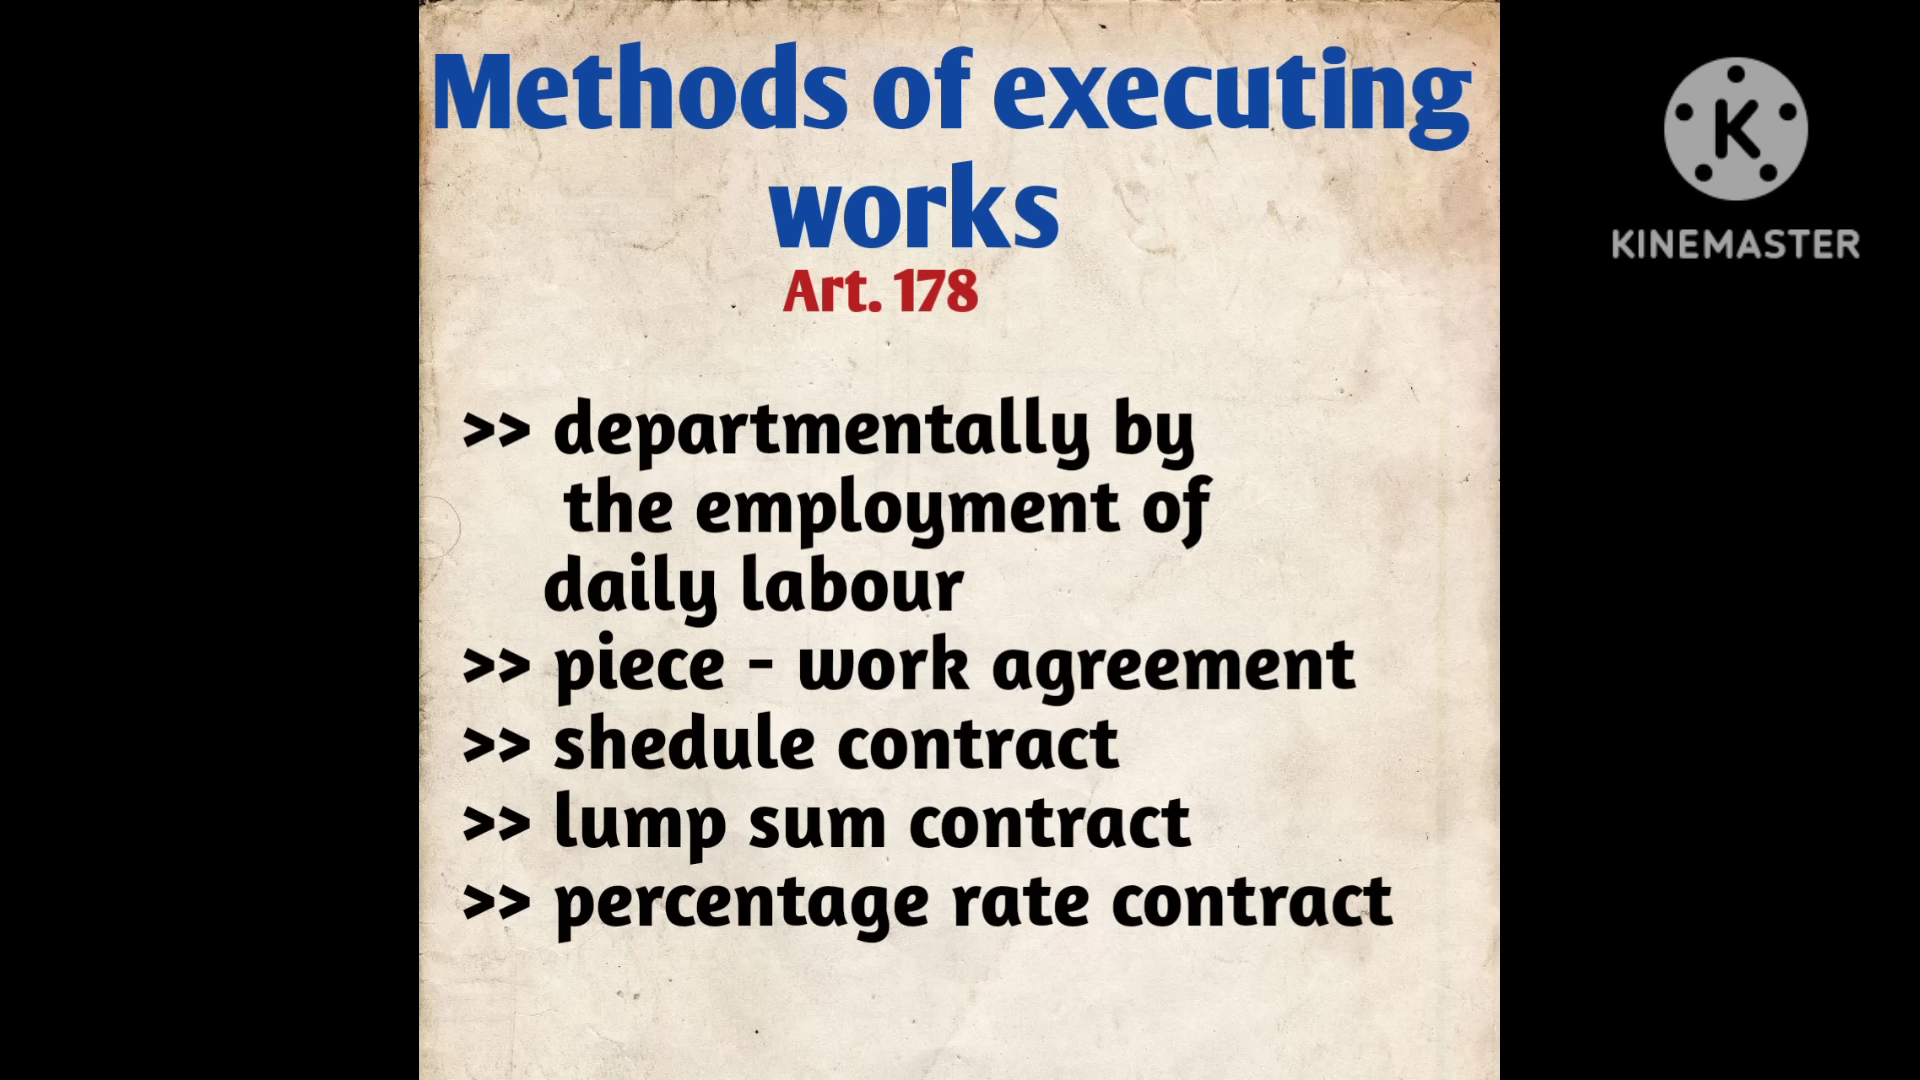 Methods of executing
works
Art. 178
>> departmentally by
the employment of
daily labour
>> piece - work agreement
>> shedule contract
>> lump sum contract
>> percentage rate contract
K
KINEMASTER